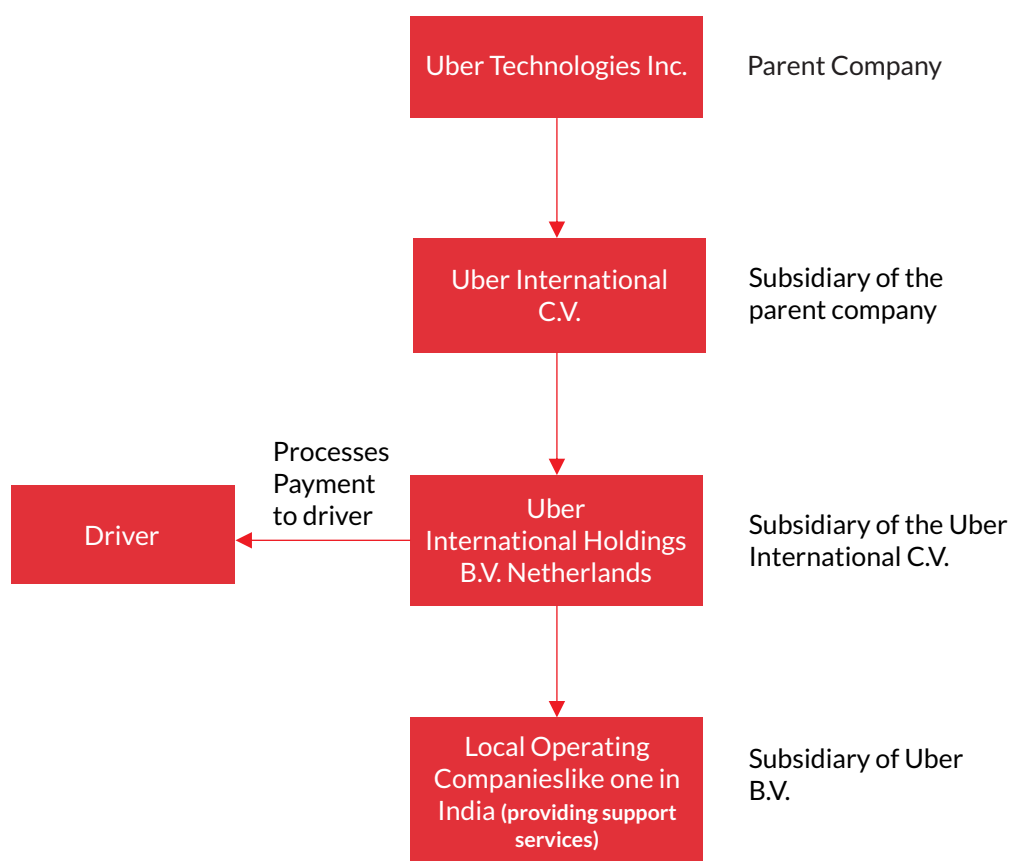 Uber Technologies Inc.
Parent Company
Uber International
C.V.
Subsidiary of the
parent company
Processes
Payment
to driver
Driver
Uber
International Holdings
B.V. Netherlands
Subsidiary of the Uber
International C.V.
Local Operating
Companieslike one in
India (providing support
services)
Subsidiary of Uber
B.V.